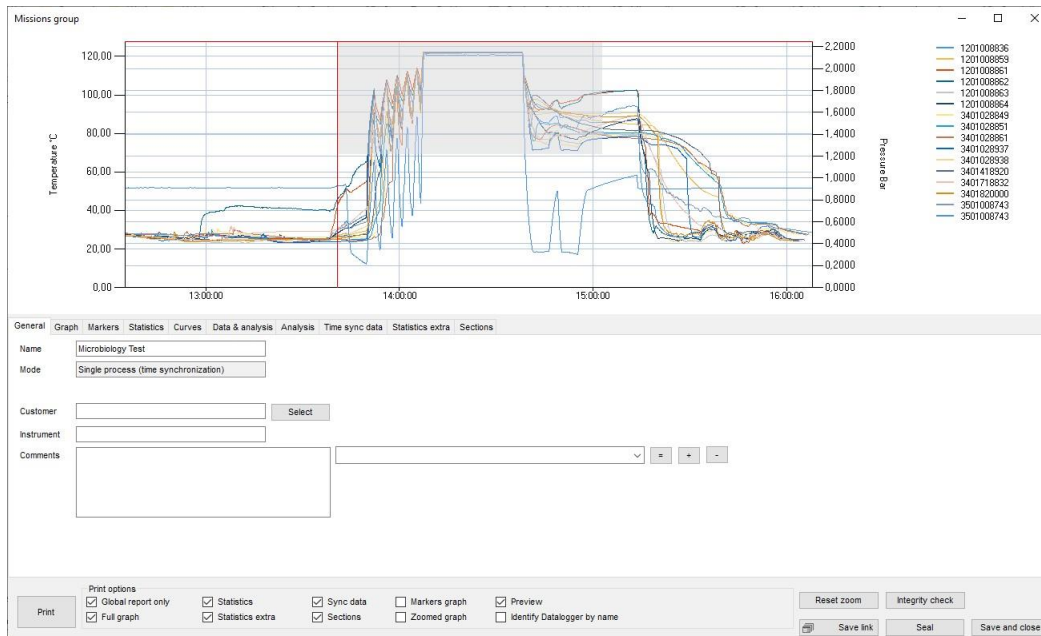 Missions group
120,00
100,00
80,00
60,00
40,00
20,00
0,00
Temperature °C
13:00:00
14:00:00
15:00:00
16:00:00
2,2000
2,0000
1,8000
1,6000
1,4000
1,2000
1,0000
0,8000
0,6000
0,4000
0,2000
0,0000
Pressure Bar
1201008836
1201008859
1201008861
1201008862
1201008863
1201008864
3401028849
3401028851
3401028861
3401028937
3401028938
3401418920
3401718832
3401820000
3501008743
3501008743
General Graph Markers Statistics Curves Data & analysis Analysis Time sync data Statistics extra Sections
Name Microbiology Test
Mode Single process (time synchronization)
Customer Select
Instrument
Comments = + -
Print options
Print
Global report only Statistics Sync data Markers graph Preview
Full graph Statistics extra Sections Zoomed graph Identify Datalogger by name
Reset zoom Integrity check
Save link Seal Save and close